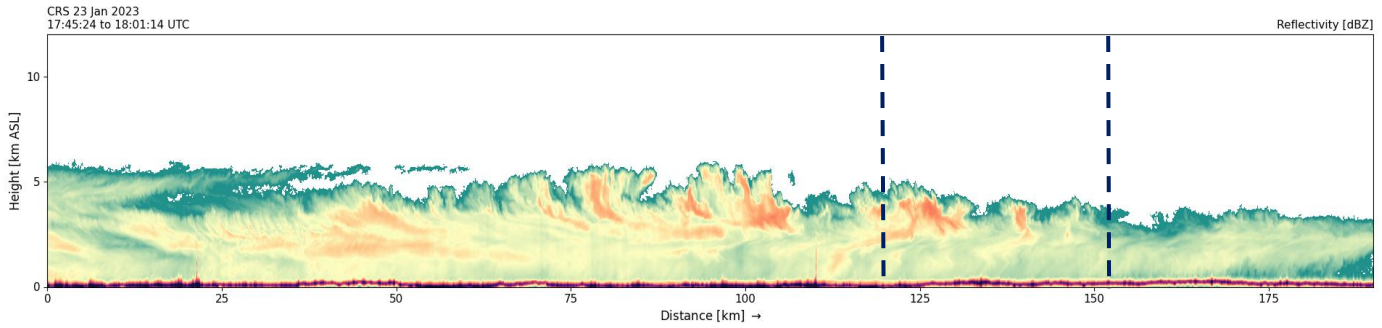 CRS 23 Jan 2023
17:45:24 to 18:01:14 UTC
Reflectivity [dBZ]
Height [km ASL]
10
5
0
0 25 50 75 100 125 150 175
Distance [km] →